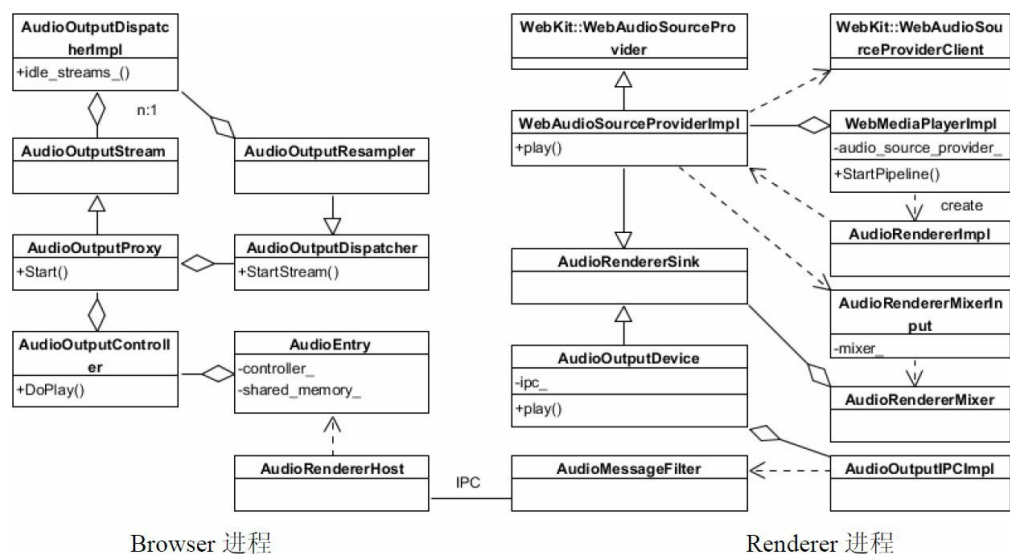 AudioOutputDispatc
herImpl
+idle_streams_()
n:1
AudioOutputStream
AudioOutputResampler
AudioOutputProxy
+Start()
AudioOutputDispatcher
+StartStream()
AudioOutputControll
er
+DoPlay()
AudioEntry
-controller_
-shared_memory_
AudioRendererHost
IPC
Browser 进程
WebKit::WebAudioSourcePro
vider
WebKit::WebAudioSou
rceProviderClient
WebAudioSourceProviderImpl
+play()
WebMediaPlayerImpl
-audio_source_provider_
+StartPipeline()
create
AudioRendererImpl
AudioRendererSink
AudioRendererMixerIn
put
-mixer_
AudioOutputDevice
-ipc_
+play()
AudioRendererMixer
AudioMessageFilter
AudioOutputIPCImpl
Renderer 进程